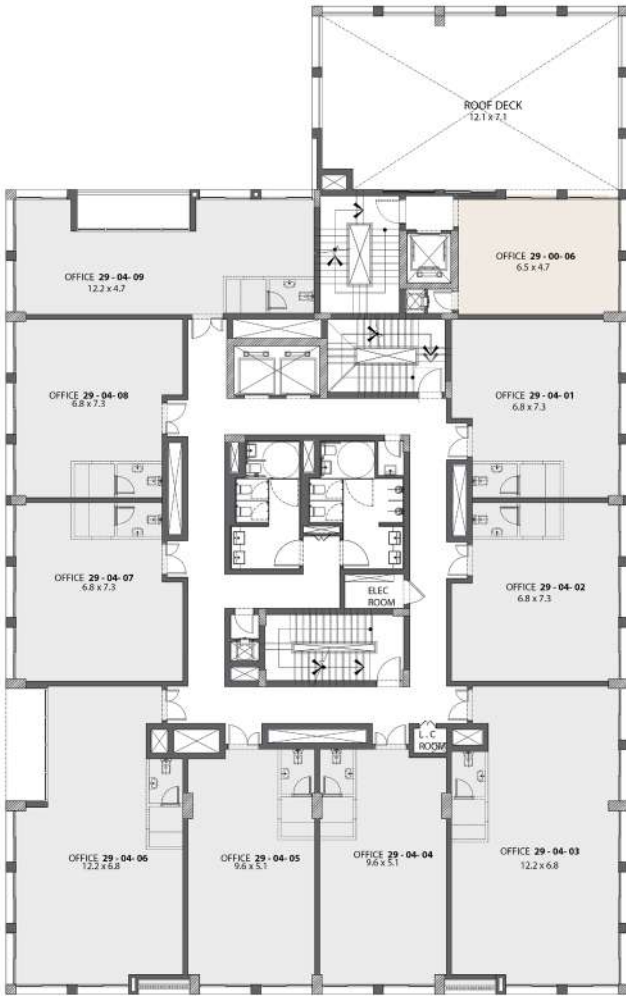 ROOF DECK
12.1 x 7.1
OFFICE 29 - 00- 06
6.5 x 4.7
OFFICE 29 - 04- 09
12.2 x 4.7
OFFICE 29 - 04- 08
6.8 x 7.3
OFFICE 29 - 04- 01
6.8 x 7.3
OFFICE 29 - 04- 07
6.8 x 7.3
ELEC
ROOM
OFFICE 29 - 04- 02
6.8 x 7.3
L.C
ROOM
OFFICE 29 - 04- 06
12.2 x 6.8
OFFICE 29 - 04- 05
9.6 x 5.1
OFFICE 29 - 04- 04
9.6 x 5.1
OFFICE 29 - 04- 03
12.2 x 6.8